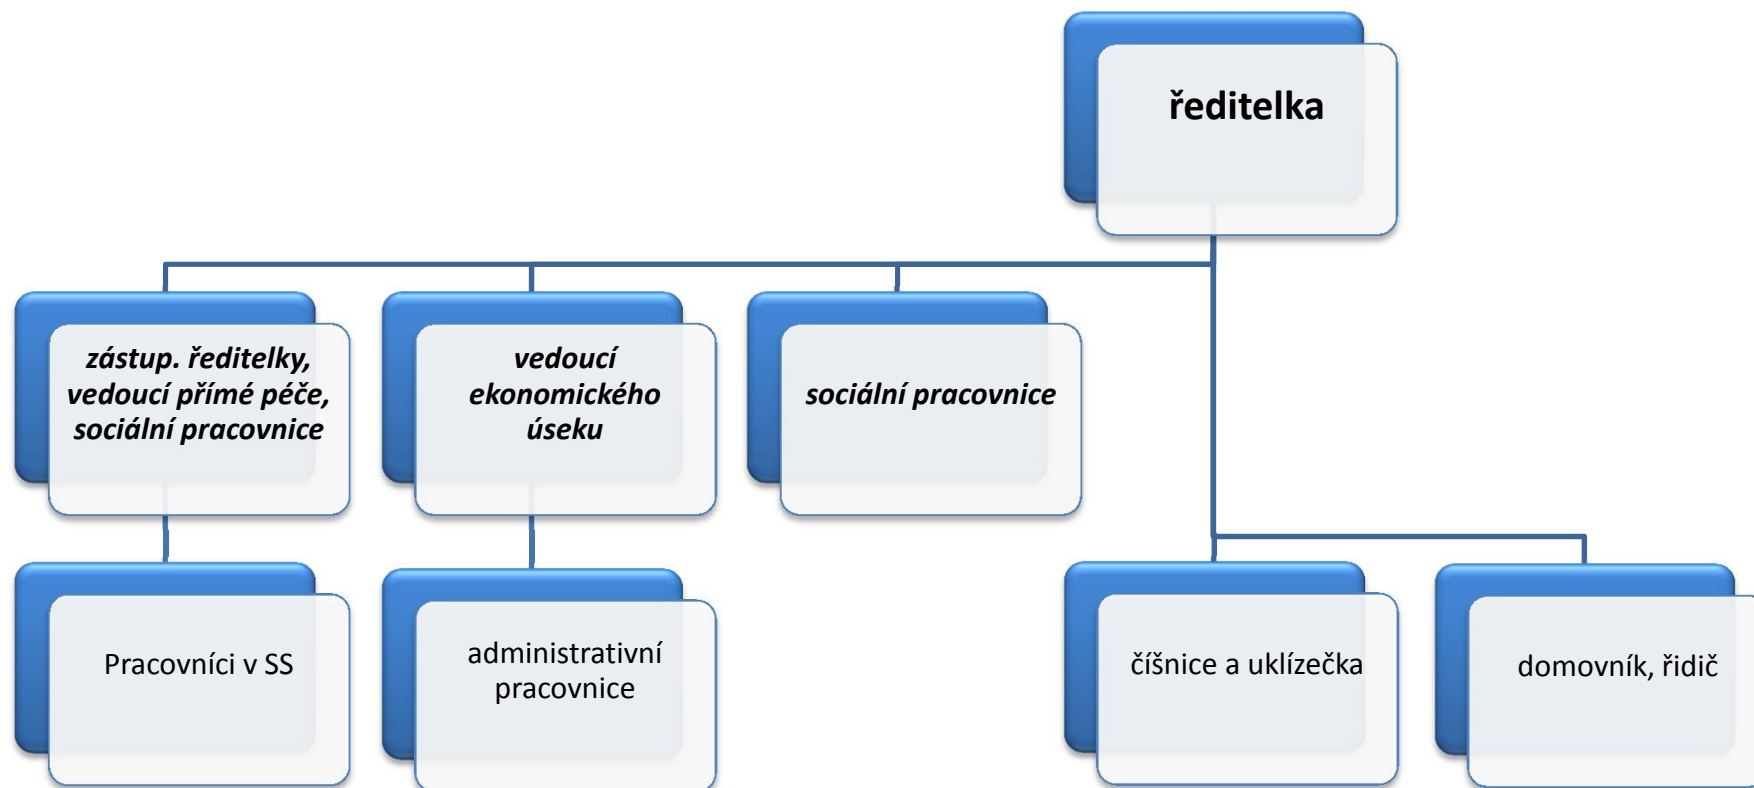 ředitelka
zástup. ředitelky,
vedoucí přímé péče,
sociální pracovnice
vedoucí
ekonomického
úseku
sociální pracovnice
Pracovníci v SS
administrativní
pracovnice
číšnice a uklízečka
domovník, řidič